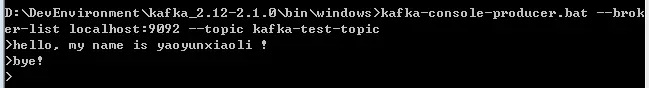 D:\DevEnvironment\kafka_2.12-2.1.0\bin\windows>kafka-console-producer.bat --brok
er-list localhost:9092 --topic kafka-test-topic
>hello, my name is yaoyunxiaoli !
>bye!
>